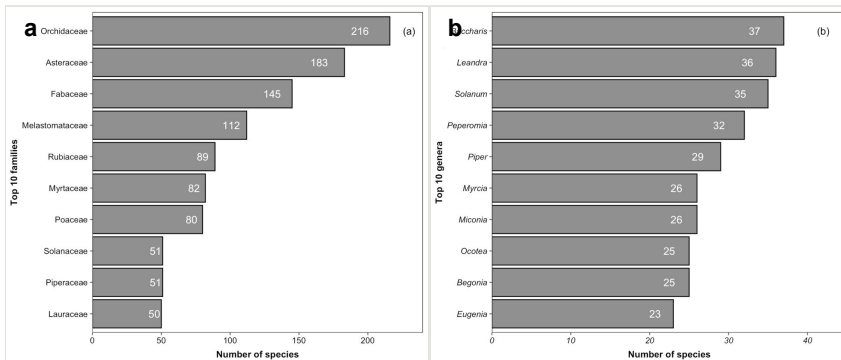 a
(a)
Top 10 families
Orchidaceae 216
Asteraceae 183
Fabaceae 145
Melastomataceae 112
Rubiaceae 89
Myrtaceae 82
Poaceae 80
Solanaceae 51
Piperaceae 51
Lauraceae 50
0 50 100 150 200
Number of species
b
(b)
Top 10 genera
Baccharis 37
Leandra 36
Solanum 35
Peperomia 32
Piper 29
Myrcia 26
Miconia 26
Ocotea 25
Begonia 25
Eugenia 23
0 10 20 30 40
Number of species